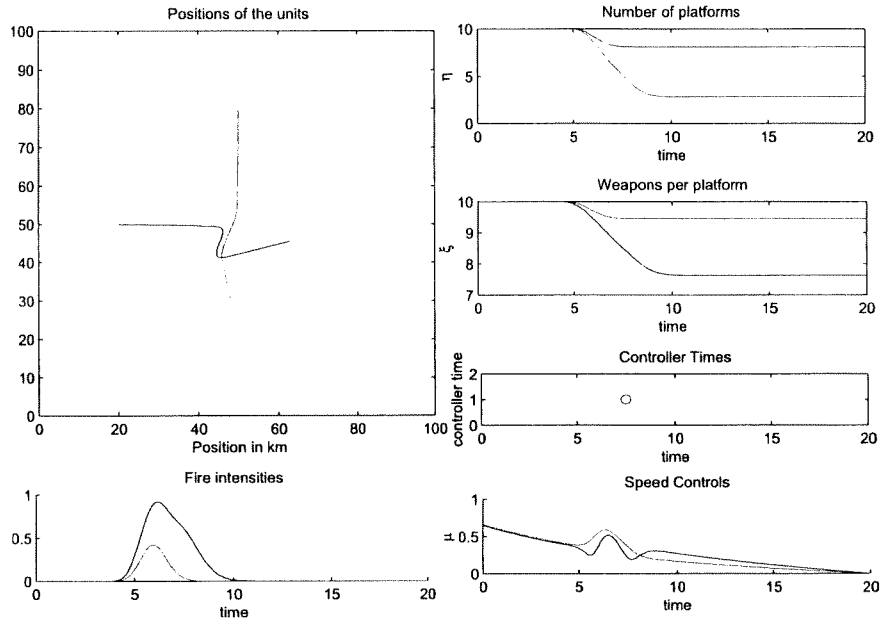 Positions of the units
100
90
80
70
60
50
40
30
20
10
0
0 20 40 60 80 100
Position in km
Number of platforms
10
5
0
η
0 5 10 15 20
time
Weapons per platform
10
9
8
7
ξ
0 5 10 15 20
time
Controller Times
2
1
0
controller time
0 5 10 15 20
time
Fire intensities
1
0.5
0
0 5 10 15 20
time
Speed Controls
1
0.5
0
μ
0 5 10 15 20
time